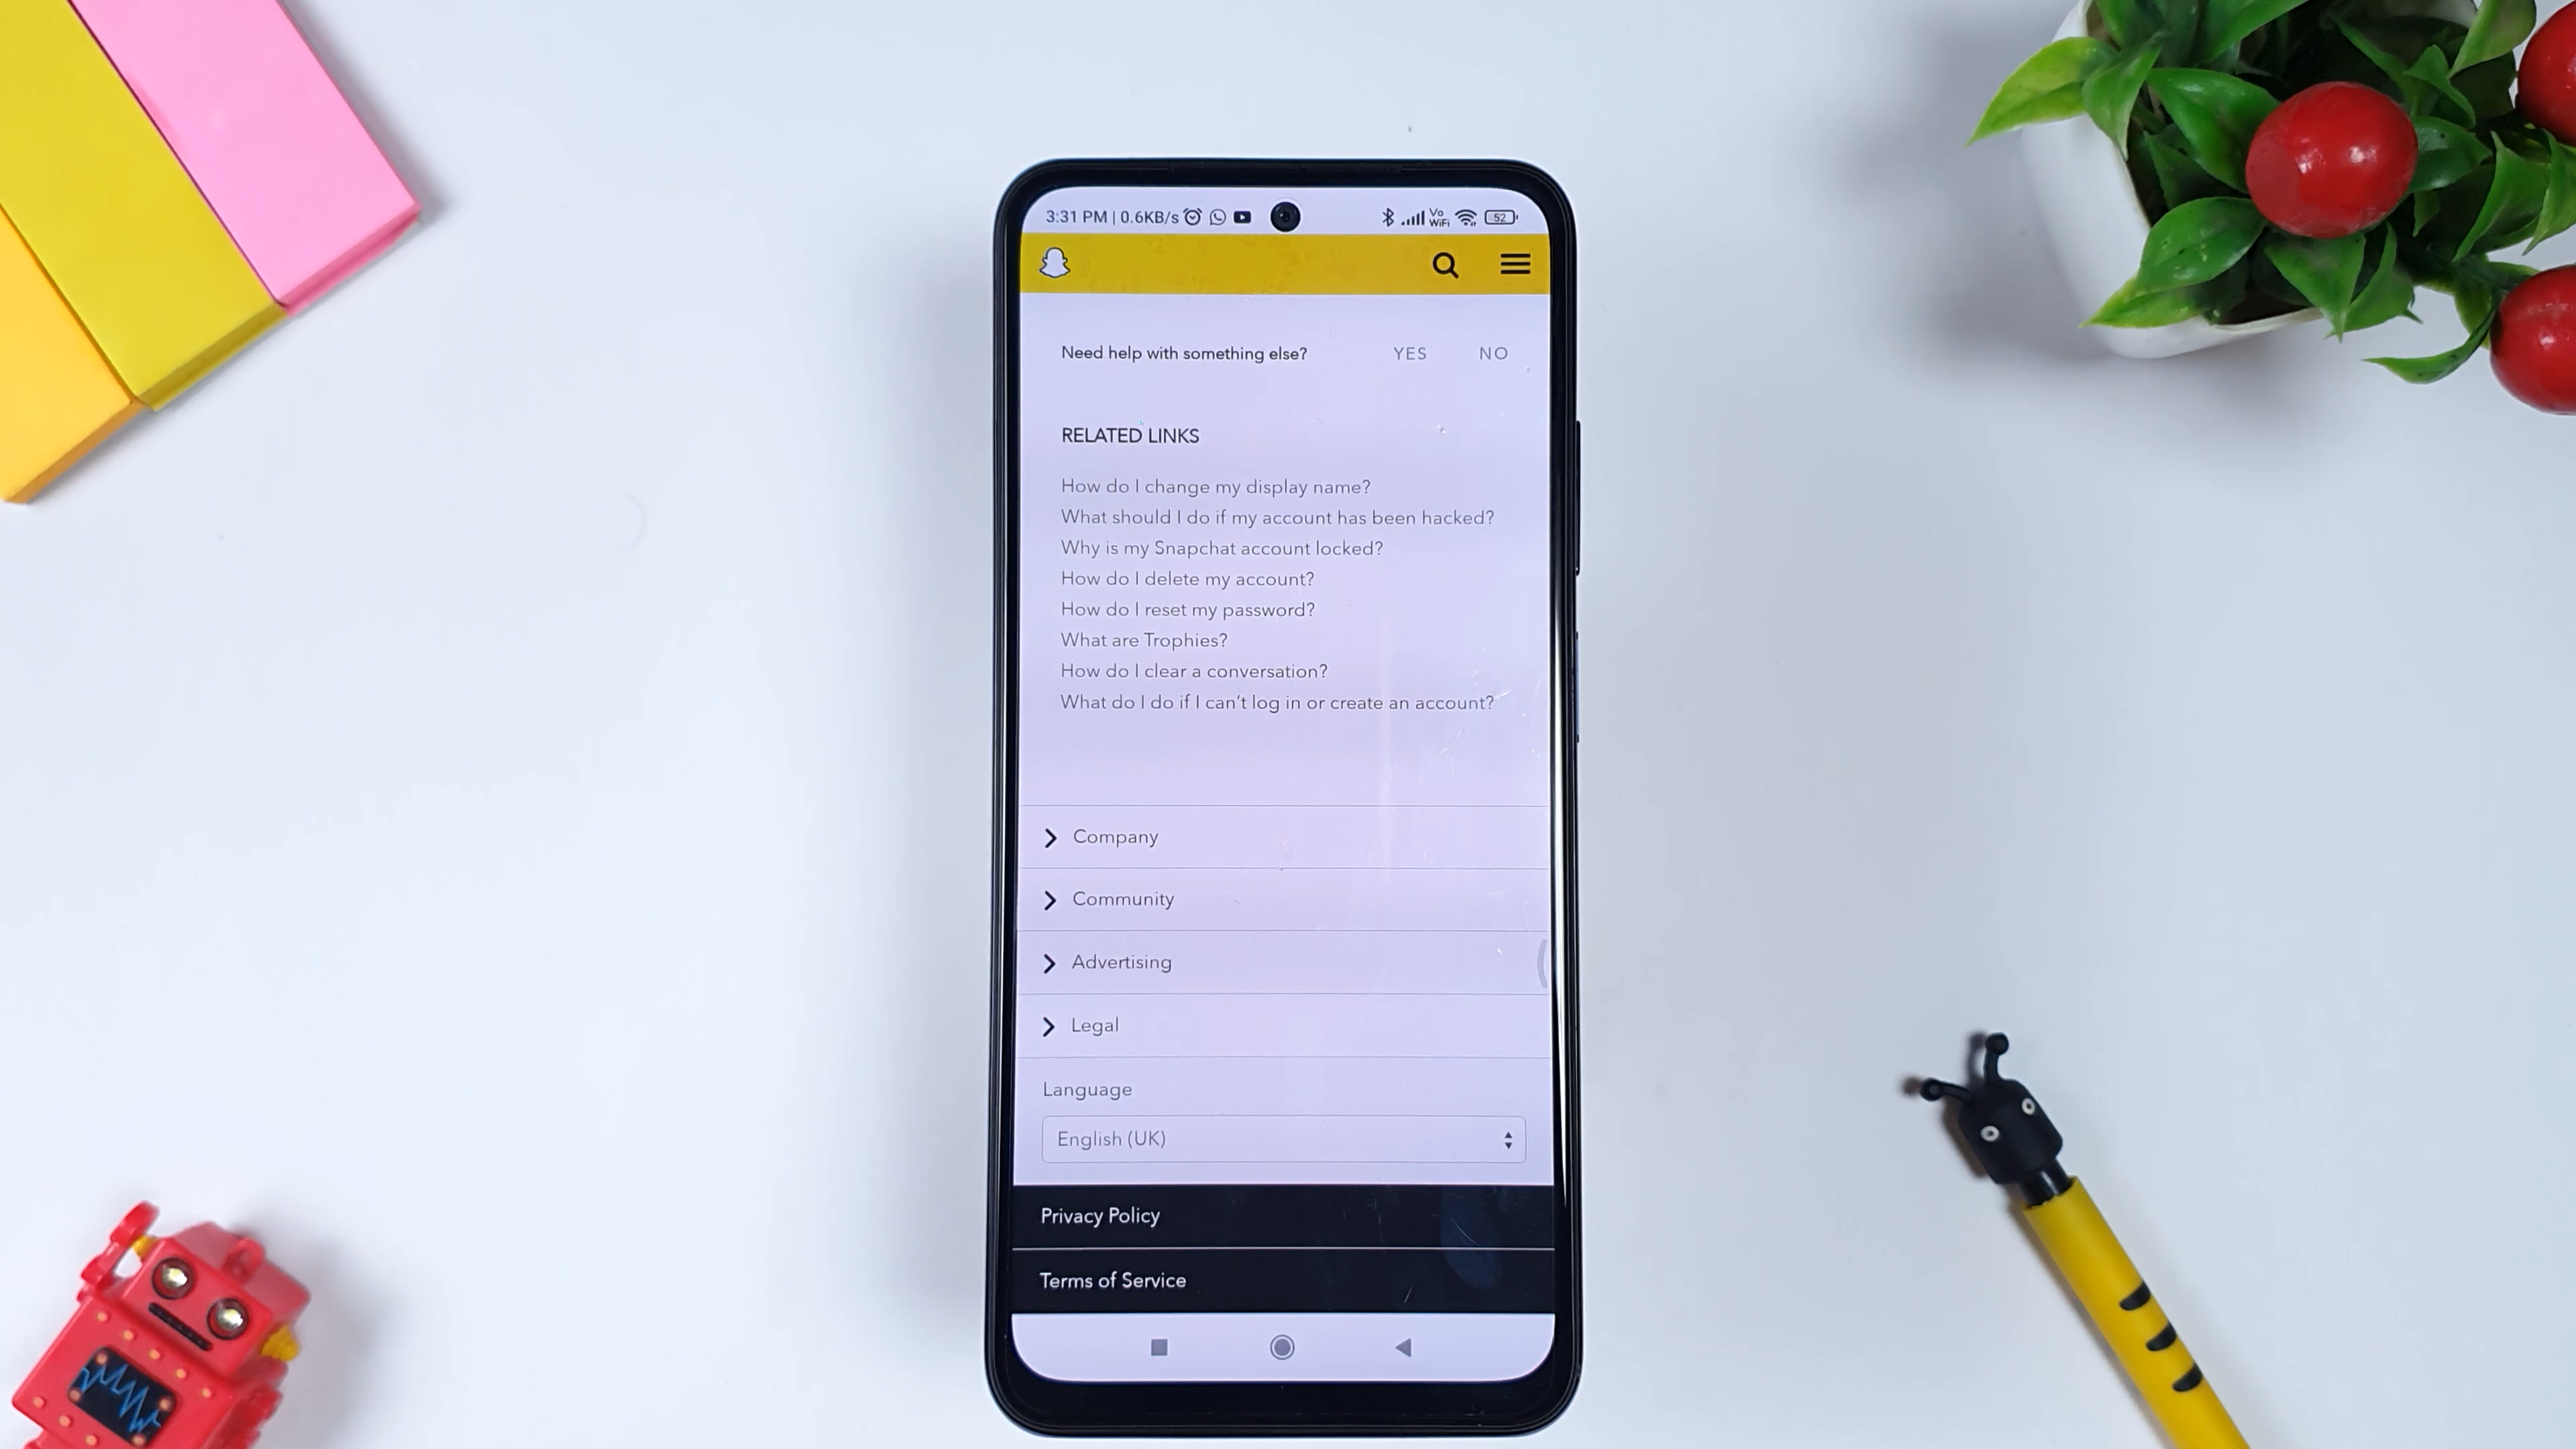 3:31 PM | 0.6KB/s
Vo
WiFi
52
Need help with something else? YES NO
RELATED LINKS
How do I change my display name?
What should I do if my account has been hacked?
Why is my Snapchat account locked?
How do I delete my account?
How do I reset my password?
What are Trophies?
How do I clear a conversation?
What do I do if I can't log in or create an account?
Company
Community
Advertising
Legal
Language
English (UK)
Privacy Policy
Terms of Service